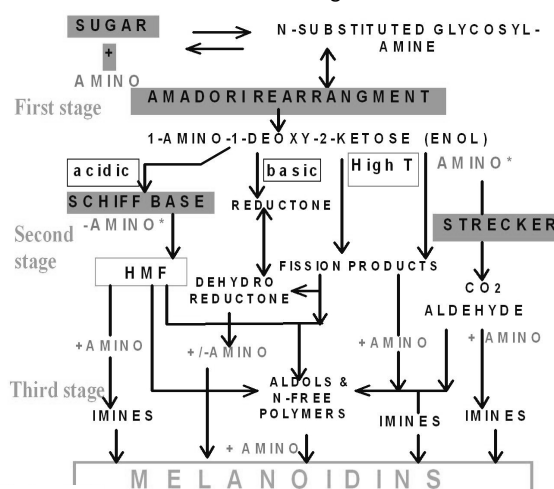 SUGAR
+
AMINO
N-SUBSTITUTED GLYCOSYL-
AMINE
First stage
AMADORI REARRANGMENT
1-AMINO-1-DEOXY-2-KETOSE (ENOL)
acidic
basic
High T
AMINO*
SCHIFF BASE
-AMINO*
REDUCTONE
STRECKER
Second
stage
HMF
DEHYDRO
REDUCTONE
FISSION PRODUCTS
CO2
ALDEHYDE
+AMINO
+/-AMINO
+AMINO
+ AMINO
Third stage
ALDOLS &
N-FREE
POLYMERS
IMINES
IMINES
IMINES
+ AMINO
MELANOIDINS